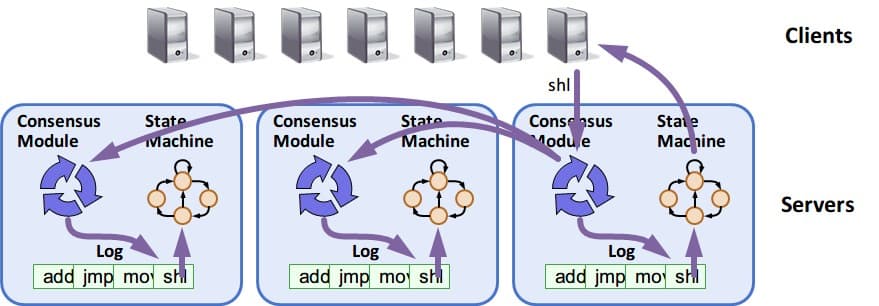 Clients
shl
Consensus Module
State Machine
Log
add jmp mov shl
Consensus Module
State Machine
Log
add jmp mov shl
Consensus Module
State Machine
Log
add jmp mov shl
Servers